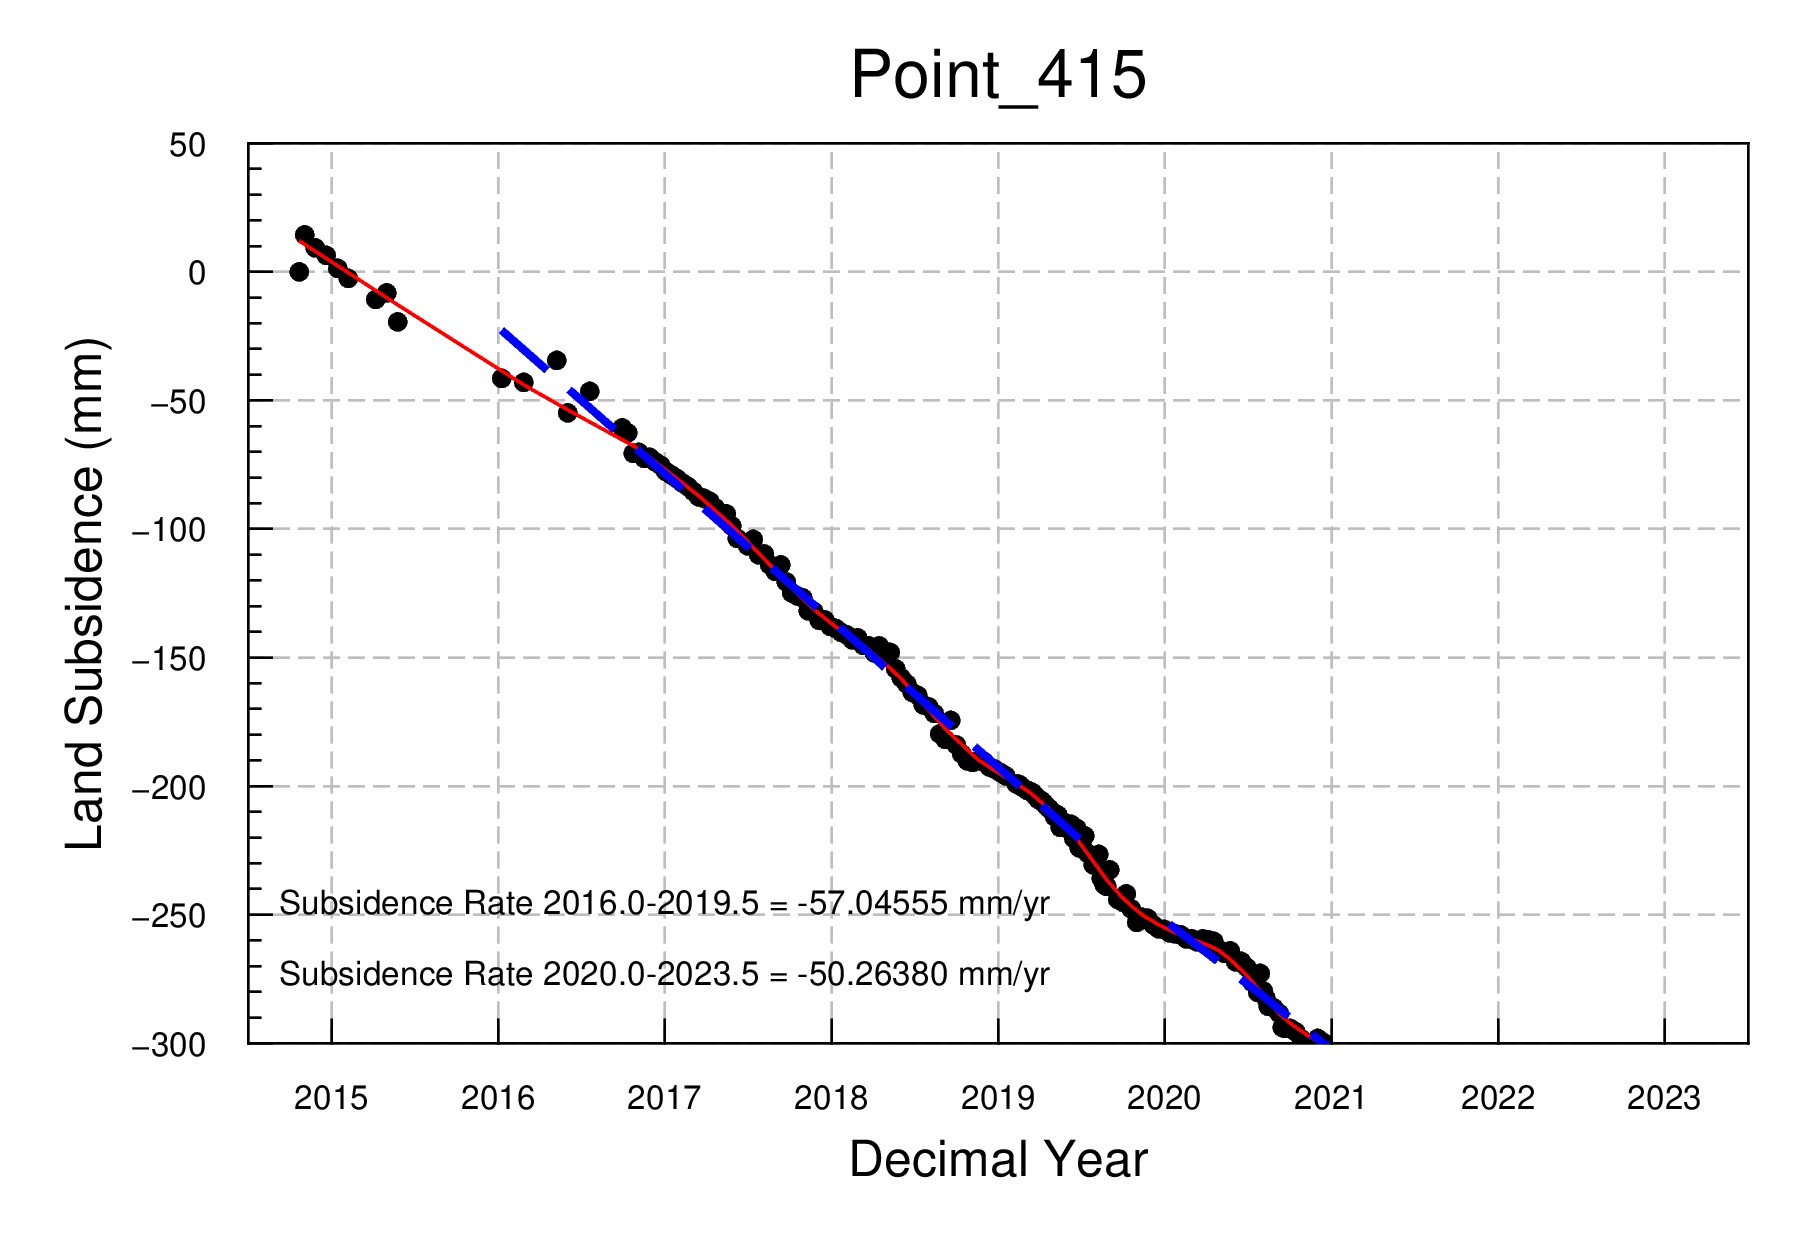 Point_415
50
0
−50
−100
−150
−200
−250
−300
Land Subsidence (mm)
Subsidence Rate 2016.0-2019.5 = -57.04555 mm/yr
Subsidence Rate 2020.0-2023.5 = -50.26380 mm/yr
2015 2016 2017 2018 2019 2020 2021 2022 2023
Decimal Year